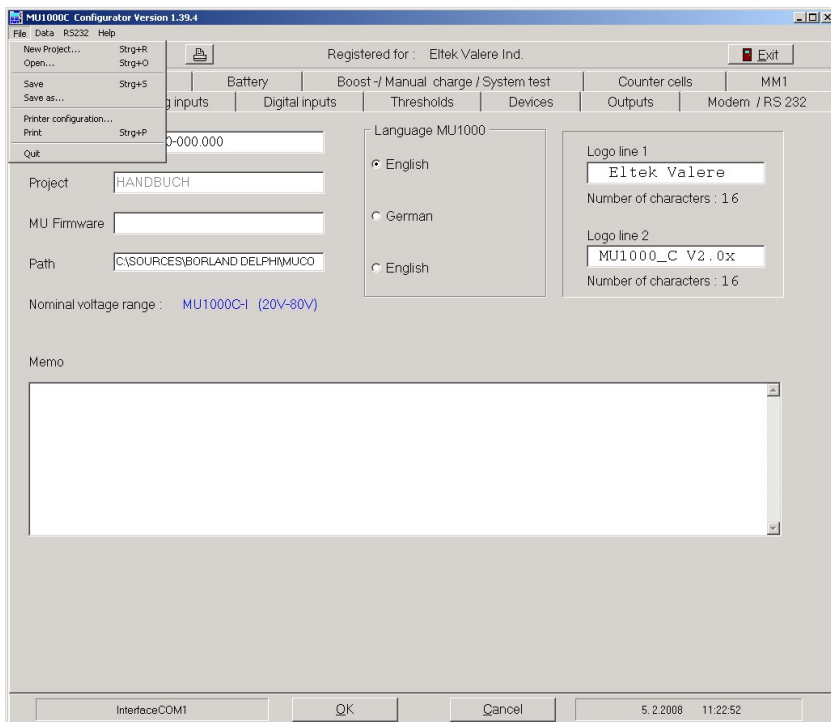 MU1000C Configurator Version 1.39.4
File Data RS232 Help
New Project... Strg+R
Open... Strg+O
Save Strg+S
Save as...
Printer configuration...
Print Strg+P
Quit
Registered for : Eltek Valere Ind.
Exit
Battery Boost -/ Manual charge / System test Counter cells MM1
inputs Digital inputs Thresholds Devices Outputs Modem / RS 232
0-000.000
Project HANDBUCH
MU Firmware
Path C:\SOURCES\BORLAND DELPHI\MUCO
Nominal voltage range : MU1000C-I (20V-80V)
Language MU1000
English
German
English
Logo line 1
Eltek Valere
Number of characters : 16
Logo line 2
MU1000_C V2.0x
Number of characters : 16
Memo
InterfaceCOM1 OK Cancel 5. 2.2008 11:22:52